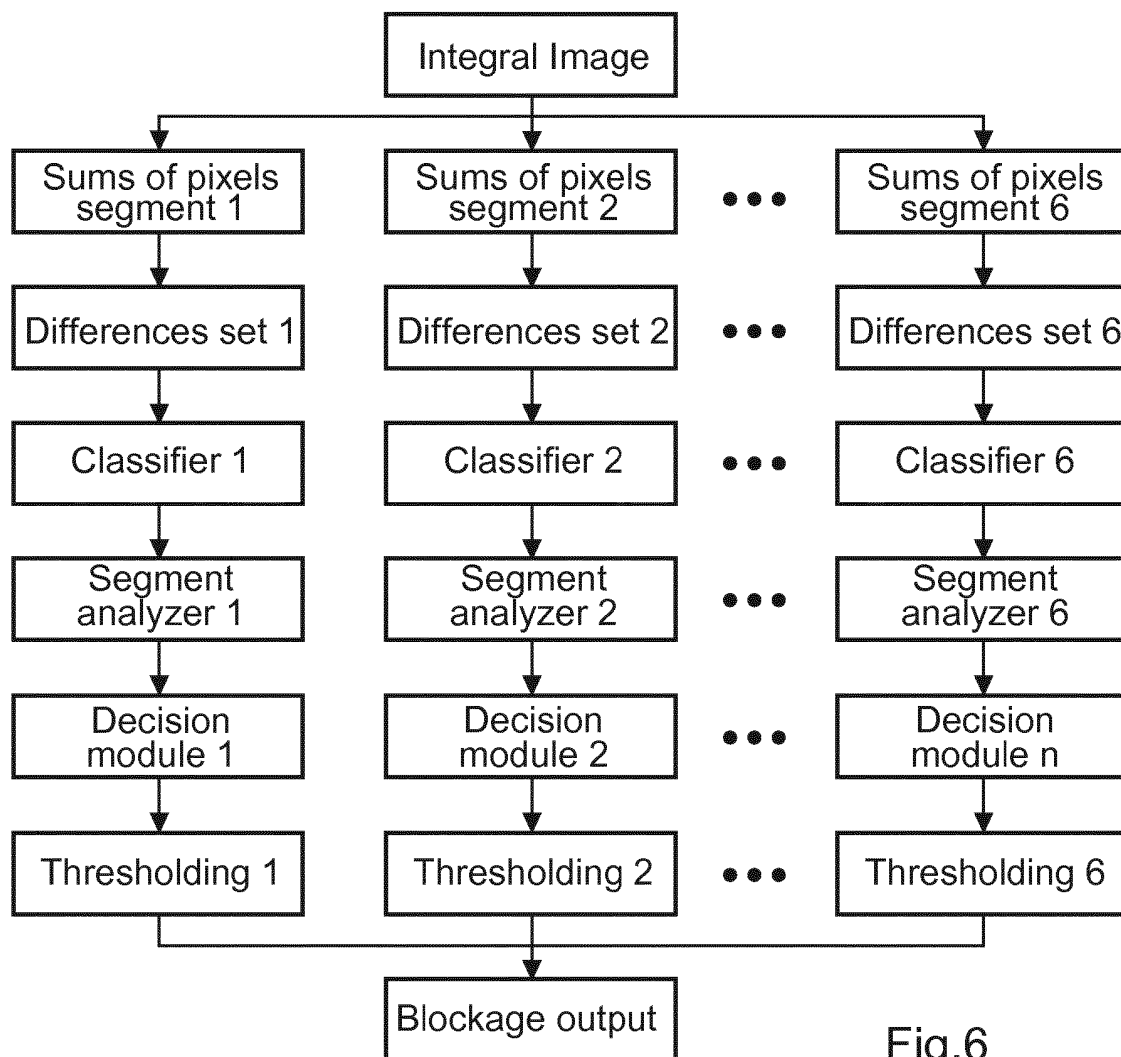 Integral Image
Sums of pixels
segment 1
Sums of pixels
segment 2
Sums of pixels
segment 6
Differences set 1
Differences set 2
Differences set 6
Classifier 1
Classifier 2
Classifier 6
Segment
analyzer 1
Segment
analyzer 2
Segment
analyzer 6
Decision
module 1
Decision
module 2
Decision
module n
Thresholding 1
Thresholding 2
Thresholding 6
Blockage output
Fig.6